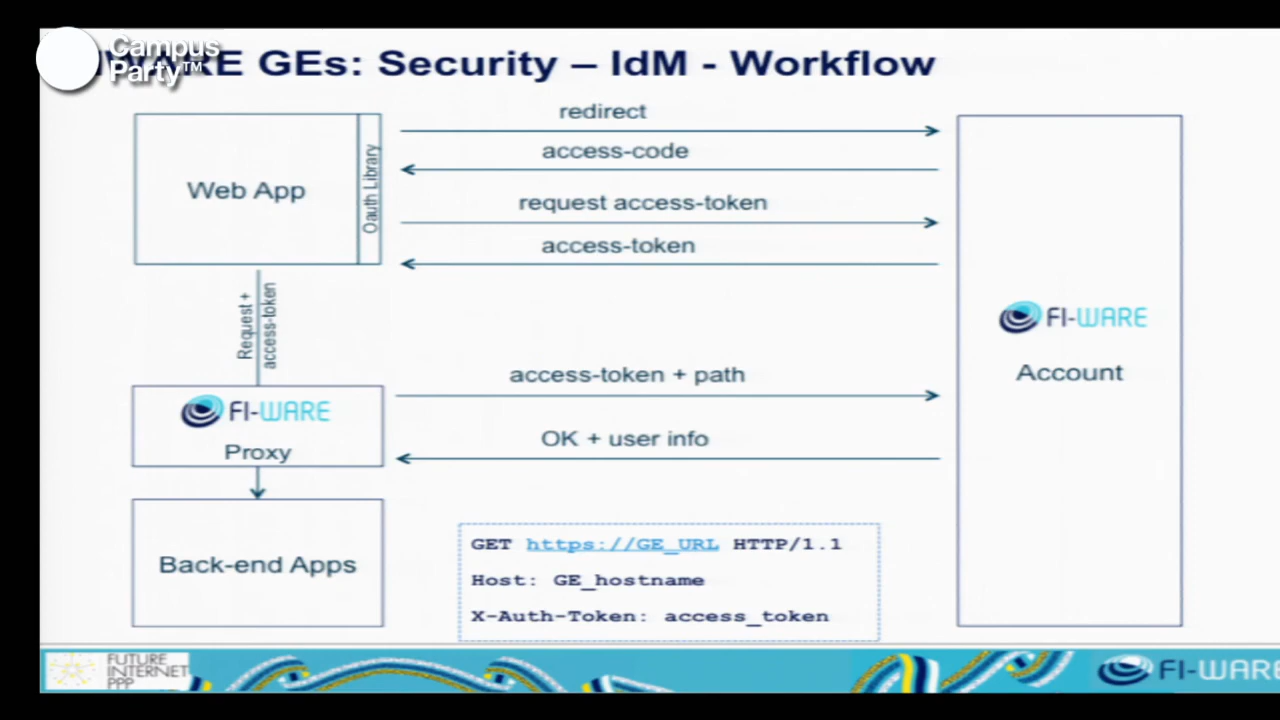 Campus
Party™
RE GEs: Security – IdM - Workflow
redirect
access-code
request access-token
access-token
Web App
Oauth Library
Request +
access-token
FI-WARE
Account
access-token + path
OK + user info
FI-WARE
Proxy
Back-end Apps
GET https://GE_URL HTTP/1.1
Host: GE_hostname
X-Auth-Token: access_token
FUTURE
INTERNET
PPP
FI-WARE